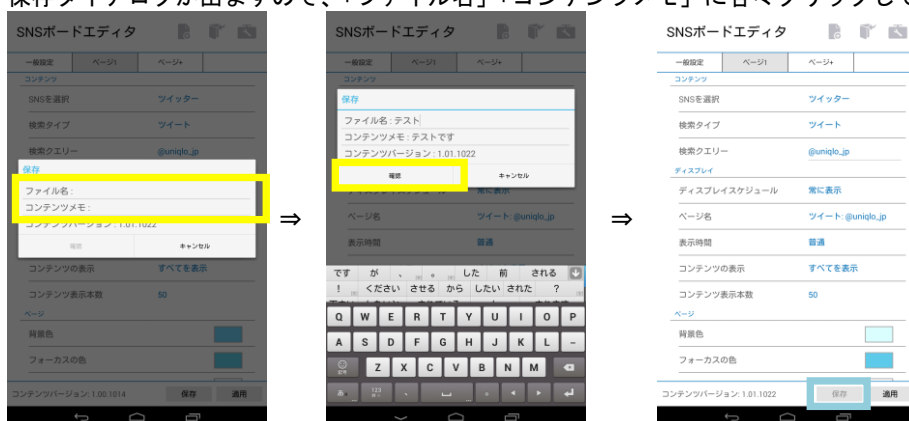 保存ダイアログが出ますので、「ファイル名」「コンテンツメモ」に各々クリックして
SNSボードエディタ
一般設定 ページ1 ページ+
コンテンツ
SNSを選択 ツイッター
検索タイプ ツイート
検索クエリー @uniqlo_jp
保存
ファイル名 :
コンテンツメモ :
コンテンツバージョン : 1.01.1022
確認 キャンセル
コンテンツの表示 すべてを表示
コンテンツ表示本数 50
ページ
背景色
フォーカスの色
コンテンツバージョン: 1.00.1014 保存 適用
⇒
SNSボードエディタ
一般設定 ページ1 ページ+
コンテンツ
保存
ファイル名 : テスト
コンテンツメモ : テストです
コンテンツバージョン : 1.01.1022
確認 キャンセル
ディスプレイスケジュール 常に表示
ページ名 ツイート: @uniqlo_jp
表示時間 普通
です が 、 。 した 前 される
! ください させる から したい された ?
Q W E R T Y U I O P
A S D F G H J K L -
Z X C V B N M
あ 123
⇒
SNSボードエディタ
一般設定 ページ1 ページ+
コンテンツ
SNSを選択 ツイッター
検索タイプ ツイート
検索クエリー @uniqlo_jp
ディスプレイ
ディスプレイスケジュール 常に表示
ページ名 ツイート: @uniqlo_jp
表示時間 普通
コンテンツの表示 すべてを表示
コンテンツ表示本数 50
ページ
背景色
フォーカスの色
コンテンツバージョン: 1.01.1022 保存 適用